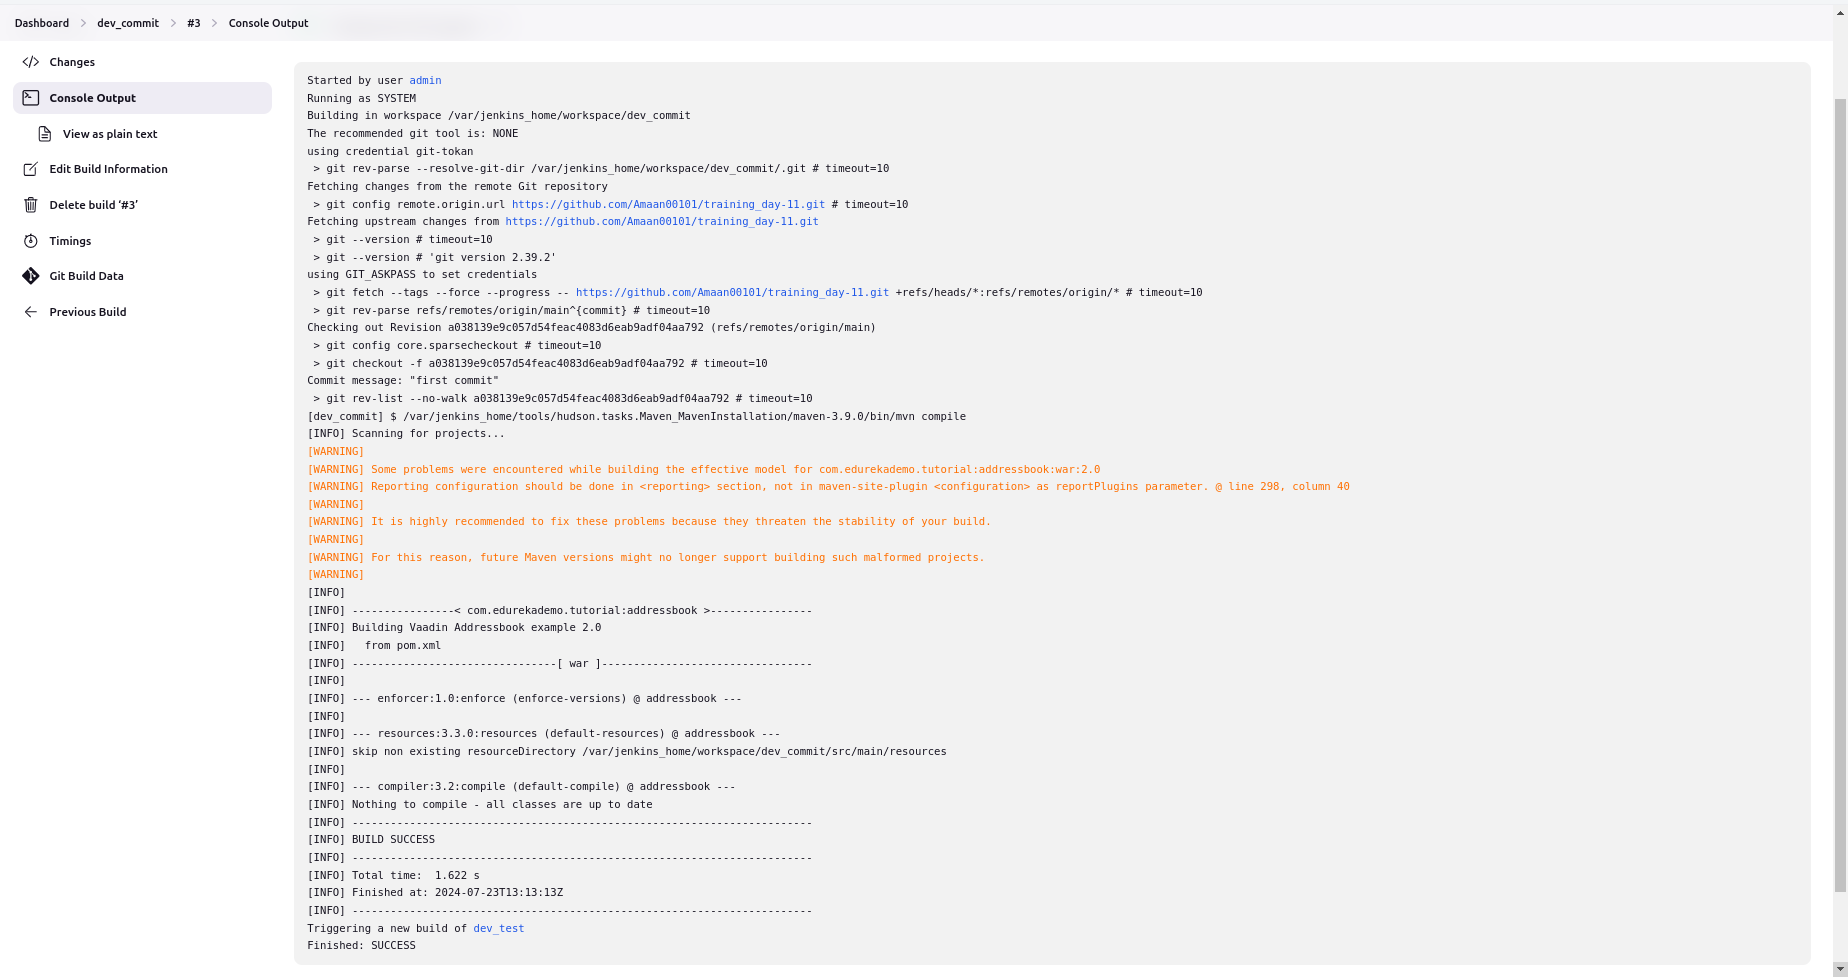 Dashboard > dev_commit > #3 > Console Output
Changes
Console Output
View as plain text
Edit Build Information
Delete build ‘#3’
Timings
Git Build Data
Previous Build
Started by user admin
Running as SYSTEM
Building in workspace /var/jenkins_home/workspace/dev_commit
The recommended git tool is: NONE
using credential git-tokan
 > git rev-parse --resolve-git-dir /var/jenkins_home/workspace/dev_commit/.git # timeout=10
Fetching changes from the remote Git repository
 > git config remote.origin.url https://github.com/Amaan00101/training_day-11.git # timeout=10
Fetching upstream changes from https://github.com/Amaan00101/training_day-11.git
 > git --version # timeout=10
 > git --version # 'git version 2.39.2'
using GIT_ASKPASS to set credentials
 > git fetch --tags --force --progress -- https://github.com/Amaan00101/training_day-11.git +refs/heads/*:refs/remotes/origin/* # timeout=10
 > git rev-parse refs/remotes/origin/main^{commit} # timeout=10
Checking out Revision a038139e9c057d54feac4083d6eab9adf04aa792 (refs/remotes/origin/main)
 > git config core.sparsecheckout # timeout=10
 > git checkout -f a038139e9c057d54feac4083d6eab9adf04aa792 # timeout=10
Commit message: "first commit"
 > git rev-list --no-walk a038139e9c057d54feac4083d6eab9adf04aa792 # timeout=10
[dev_commit] $ /var/jenkins_home/tools/hudson.tasks.Maven_MavenInstallation/maven-3.9.0/bin/mvn compile
[INFO] Scanning for projects...
[WARNING]
[WARNING] Some problems were encountered while building the effective model for com.edurekademo.tutorial:addressbook:war:2.0
[WARNING] Reporting configuration should be done in <reporting> section, not in maven-site-plugin <configuration> as reportPlugins parameter. @ line 298, column 40
[WARNING]
[WARNING] It is highly recommended to fix these problems because they threaten the stability of your build.
[WARNING]
[WARNING] For this reason, future Maven versions might no longer support building such malformed projects.
[WARNING]
[INFO]
[INFO] ----------------< com.edurekademo.tutorial:addressbook >----------------
[INFO] Building Vaadin Addressbook example 2.0
[INFO]   from pom.xml
[INFO] --------------------------------[ war ]---------------------------------
[INFO]
[INFO] --- enforcer:1.0:enforce (enforce-versions) @ addressbook ---
[INFO]
[INFO] --- resources:3.3.0:resources (default-resources) @ addressbook ---
[INFO] skip non existing resourceDirectory /var/jenkins_home/workspace/dev_commit/src/main/resources
[INFO]
[INFO] --- compiler:3.2:compile (default-compile) @ addressbook ---
[INFO] Nothing to compile - all classes are up to date
[INFO] ------------------------------------------------------------------------
[INFO] BUILD SUCCESS
[INFO] ------------------------------------------------------------------------
[INFO] Total time:  1.622 s
[INFO] Finished at: 2024-07-23T13:13:13Z
[INFO] ------------------------------------------------------------------------
Triggering a new build of dev_test
Finished: SUCCESS